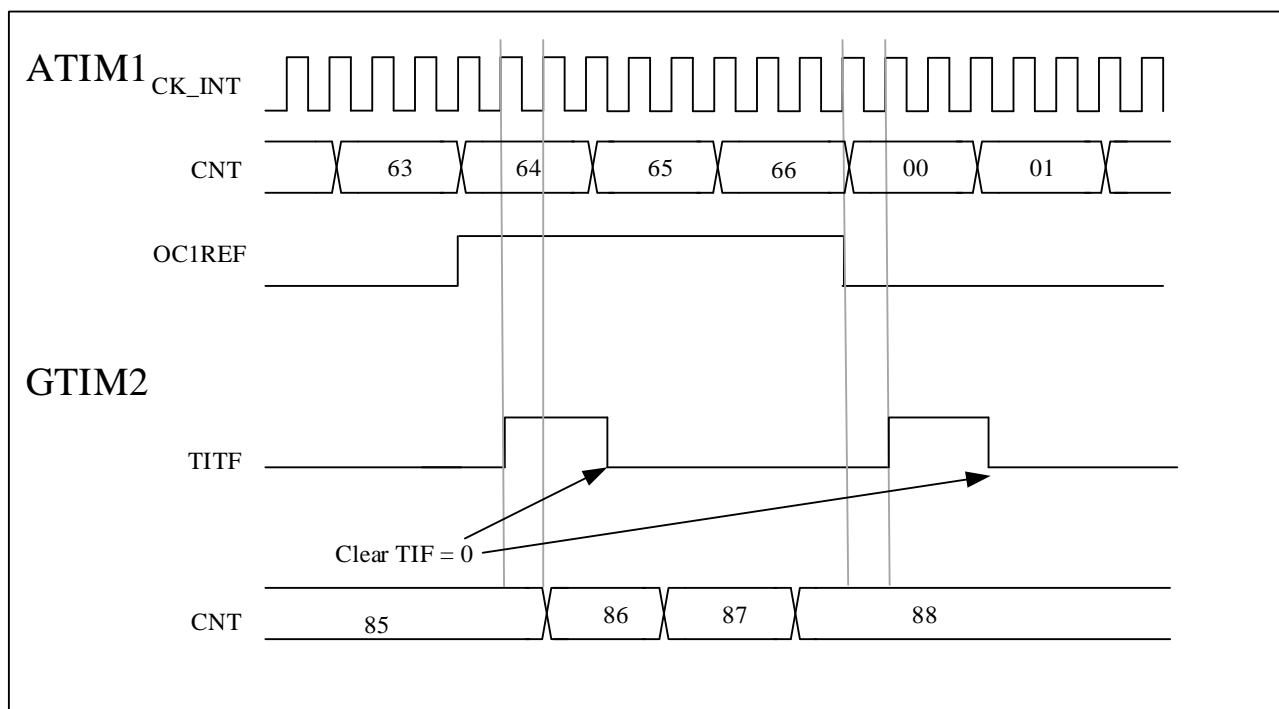 ATIM1 CK_INT
CNT 63 64 65 66 00 01
OC1REF
GTIM2
TITF
Clear TIF = 0
CNT 85 86 87 88